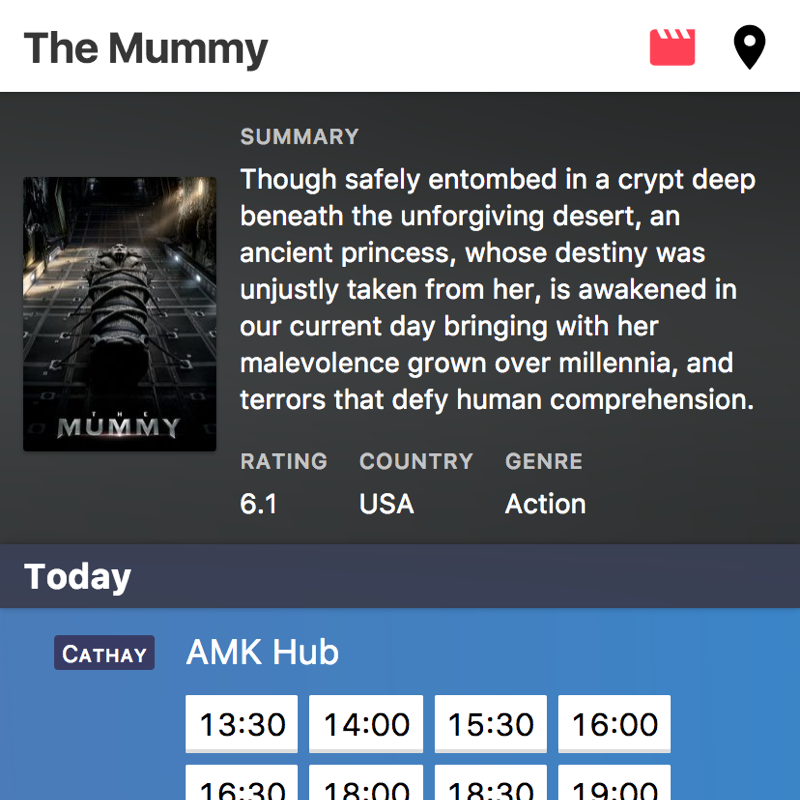 The Mummy
SUMMARY
Though safely entombed in a crypt deep
beneath the unforgiving desert, an
ancient princess, whose destiny was
unjustly taken from her, is awakened in
our current day bringing with her
malevolence grown over millennia, and
terrors that defy human comprehension.
THE
MUMMY
RATING COUNTRY GENRE
6.1 USA Action
Today
CATHAY AMK Hub
13:30 14:00 15:30 16:00
16:30 18:00 18:30 19:00